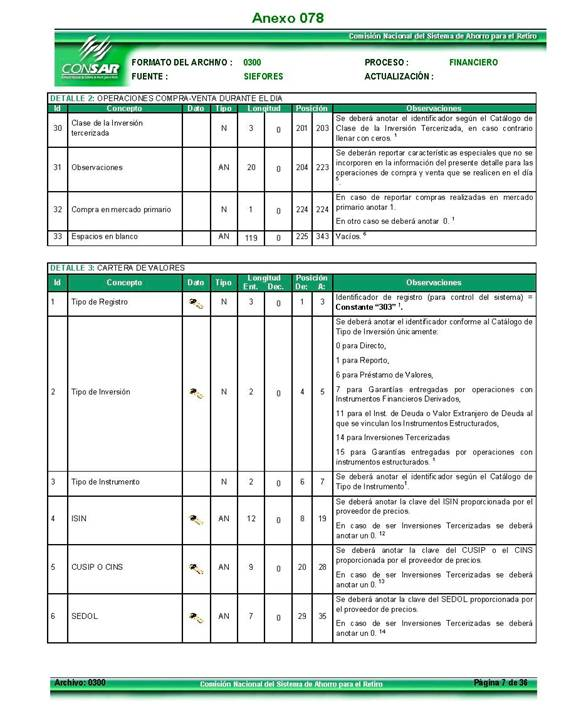 Anexo 078
Comisión Nacional del Sistema de Ahorro para el Retiro
CONSAR
FORMATO DEL ARCHIVO : 0300 PROCESO : FINANCIERO
FUENTE : SIEFORES ACTUALIZACIÓN :
DETALLE 2: OPERACIONES COMPRA-VENTA DURANTE EL DIA
Id Concepto Dato Tipo Longitud Posición Observaciones
30 Clase de la Inversión tercerizada N 3 0 201 203 Se deberá anotar el identificador según el Catálogo de
Clase de la Inversión Tercerizada, en caso contrario
llenar con ceros. 1
31 Observaciones AN 20 0 204 223 Se deberán reportar características especiales que no se
incorporen en la información del presente detalle para las
operaciones de compra y venta que se realicen en el día
32 Compra en mercado primario N 1 0 224 224 En caso de reportar compras realizadas en mercado
primario anotar 1.
En otro caso se deberá anotar 0. 1
33 Espacios en blanco AN 119 0 225 343 Vacíos. 6
DETALLE 3: CARTERA DE VALORES
Id Concepto Dato Tipo Longitud Ent. Dec. Posición De: A: Observaciones
1 Tipo de Registro N 3 0 1 3 Identificador de registro (para control del sistema) =
Constante "303" 1.
2 Tipo de Inversión N 2 0 4 5 Se deberá anotar el identificador conforme al Catálogo de
Tipo de Inversión únicamente:
0 para Directo,
1 para Reporto,
6 para Préstamo de Valores,
7 para Garantías entregadas por operaciones con
Instrumentos Financieros Derivados,
11 para el Inst. de Deuda o Valor Extranjero de Deuda al
que se vinculan los Instrumentos Estructurados,
14 para Inversiones Tercerizadas
15 para Garantías entregadas por operaciones con
instrumentos estructurados. 1
3 Tipo de Instrumento N 2 0 6 7 Se deberá anotar el identificador según el Catálogo de
Tipo de Instrumento1.
4 ISIN AN 12 0 8 19 Se deberá anotar la clave del ISIN proporcionada por el
proveedor de precios.
En caso de ser Inversiones Tercerizadas se deberá
anotar un 0. 12
5 CUSIP O CINS AN 9 0 20 28 Se deberá anotar la clave del CUSIP o el CINS
proporcionada por el proveedor de precios.
En caso de ser Inversiones Tercerizadas se deberá
anotar un 0. 13
6 SEDOL AN 7 0 29 35 Se deberá anotar la clave del SEDOL proporcionada por
el proveedor de precios.
En caso de ser Inversiones Tercerizadas se deberá
anotar un 0. 14
Archivo: 0300 Comisión Nacional del Sistema de Ahorro para el Retiro Página 7 de 36